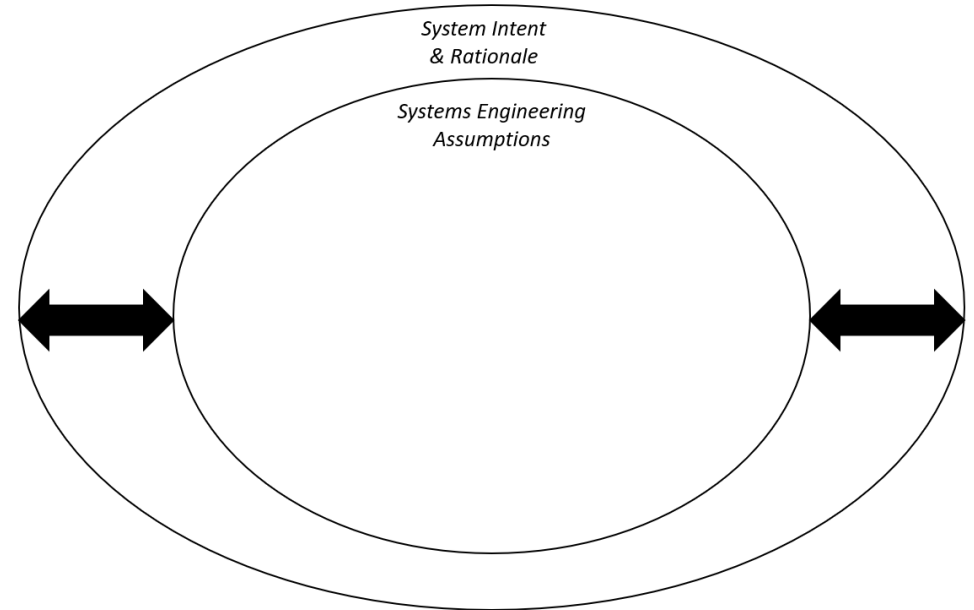 System Intent
& Rationale
Systems Engineering
Assumptions